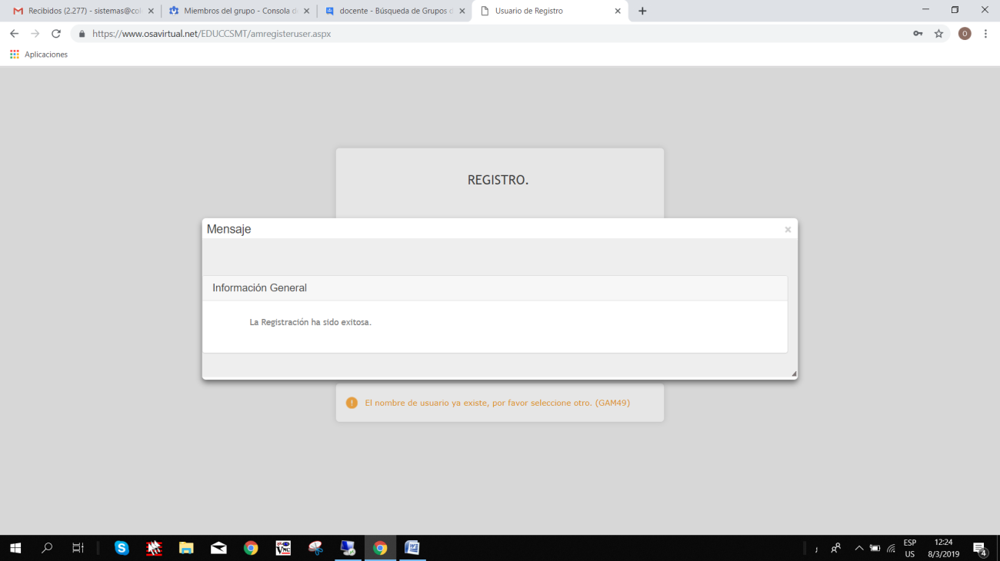 Recibidos (2.277) - sistemas@col
Miembros del grupo - Consola d
docente - Búsqueda de Grupos d
Usuario de Registro
https://www.osavirtual.net/EDUCCSMT/amregisteruser.aspx
O
Aplicaciones
REGISTRO.
Mensaje
Información General
La Registración ha sido exitosa.
El nombre de usuario ya existe, por favor seleccione otro. (GAM49)
ESP
US
12:24
8/3/2019
4